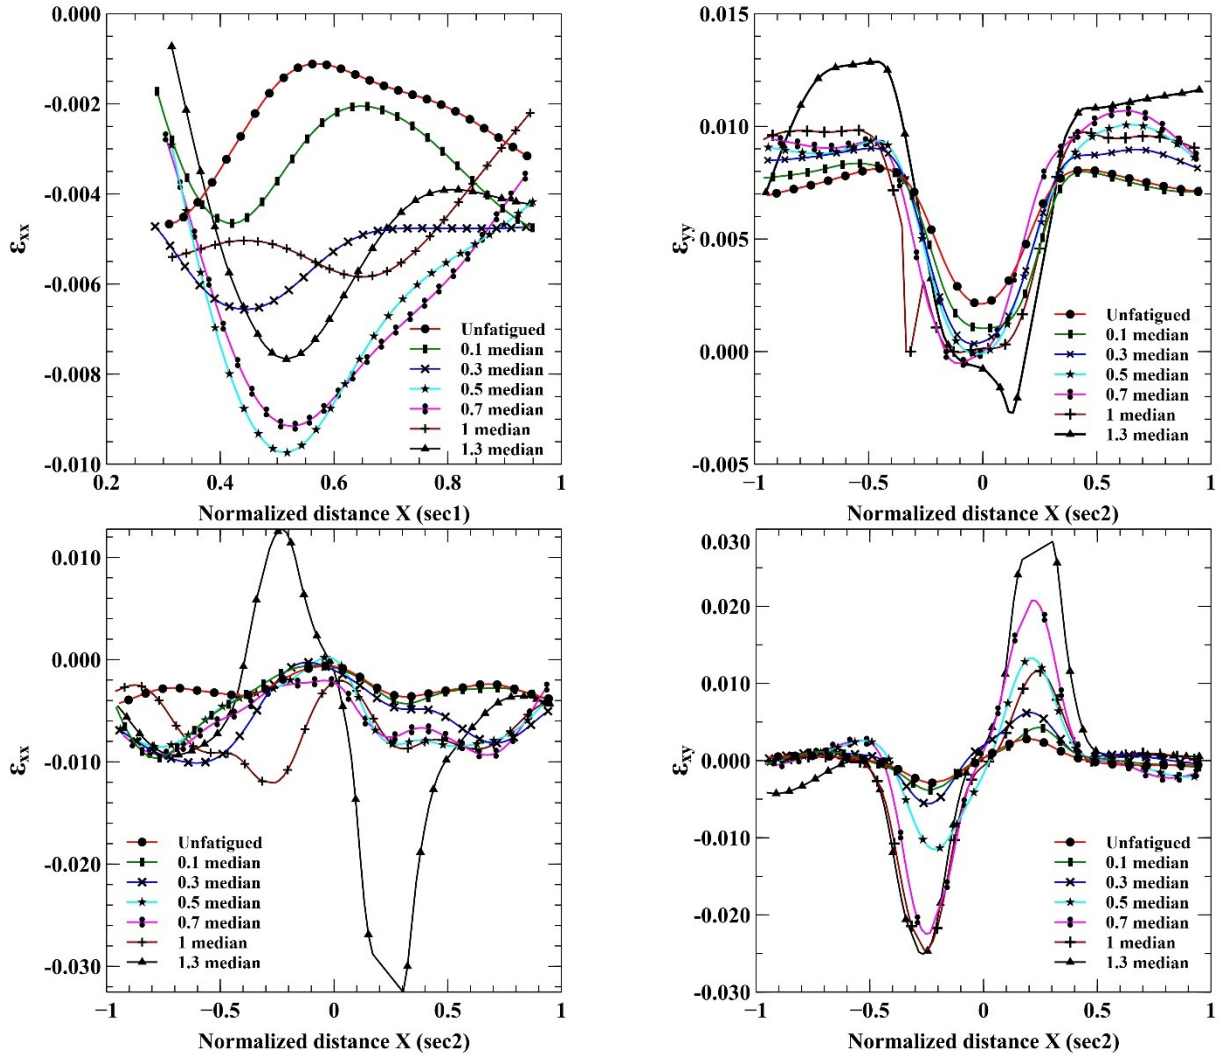 0.000
-0.002
-0.004
-0.006
-0.008
-0.010
εxx
0.2
0.4
0.6
0.8
1
Normalized distance X (sec1)
Unfatigued
0.1 median
0.3 median
0.5 median
0.7 median
1 median
1.3 median
0.015
0.010
0.005
0.000
-0.005
εyy
−1
−0.5
0
0.5
1
Normalized distance X (sec2)
Unfatigued
0.1 median
0.3 median
0.5 median
0.7 median
1 median
1.3 median
0.010
0.000
-0.010
-0.020
-0.030
εxx
−1
−0.5
0
0.5
1
Normalized distance X (sec2)
Unfatigued
0.1 median
0.3 median
0.5 median
0.7 median
1 median
1.3 median
0.030
0.020
0.010
0.000
-0.010
-0.020
-0.030
εxy
−1
−0.5
0
0.5
1
Normalized distance X (sec2)
Unfatigued
0.1 median
0.3 median
0.5 median
0.7 median
1 median
1.3 median